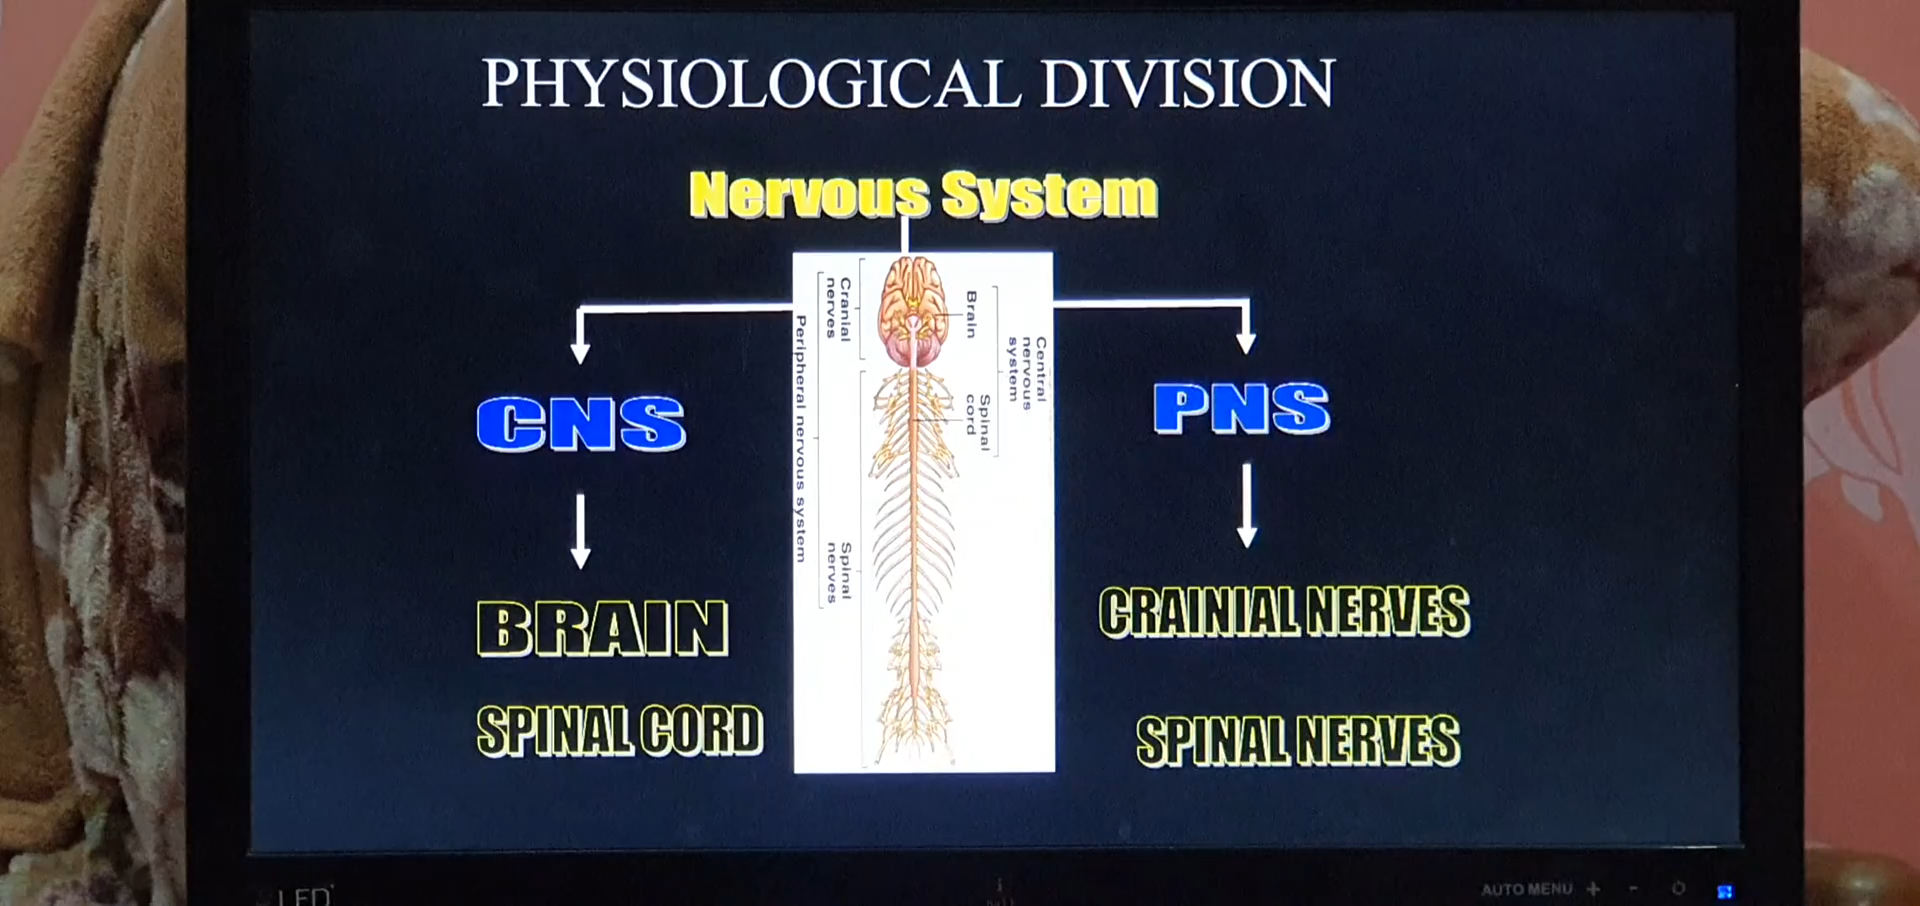 PHYSIOLOGICAL DIVISION
Nervous System
CNS
PNS
BRAIN
SPINAL CORD
CRAINIAL NERVES
SPINAL NERVES
Cranial
nerves
Peripheral nervous system
Spinal
nerves
Brain
Spinal
cord
Central
nervous
system
LED
AUTO MENU + -